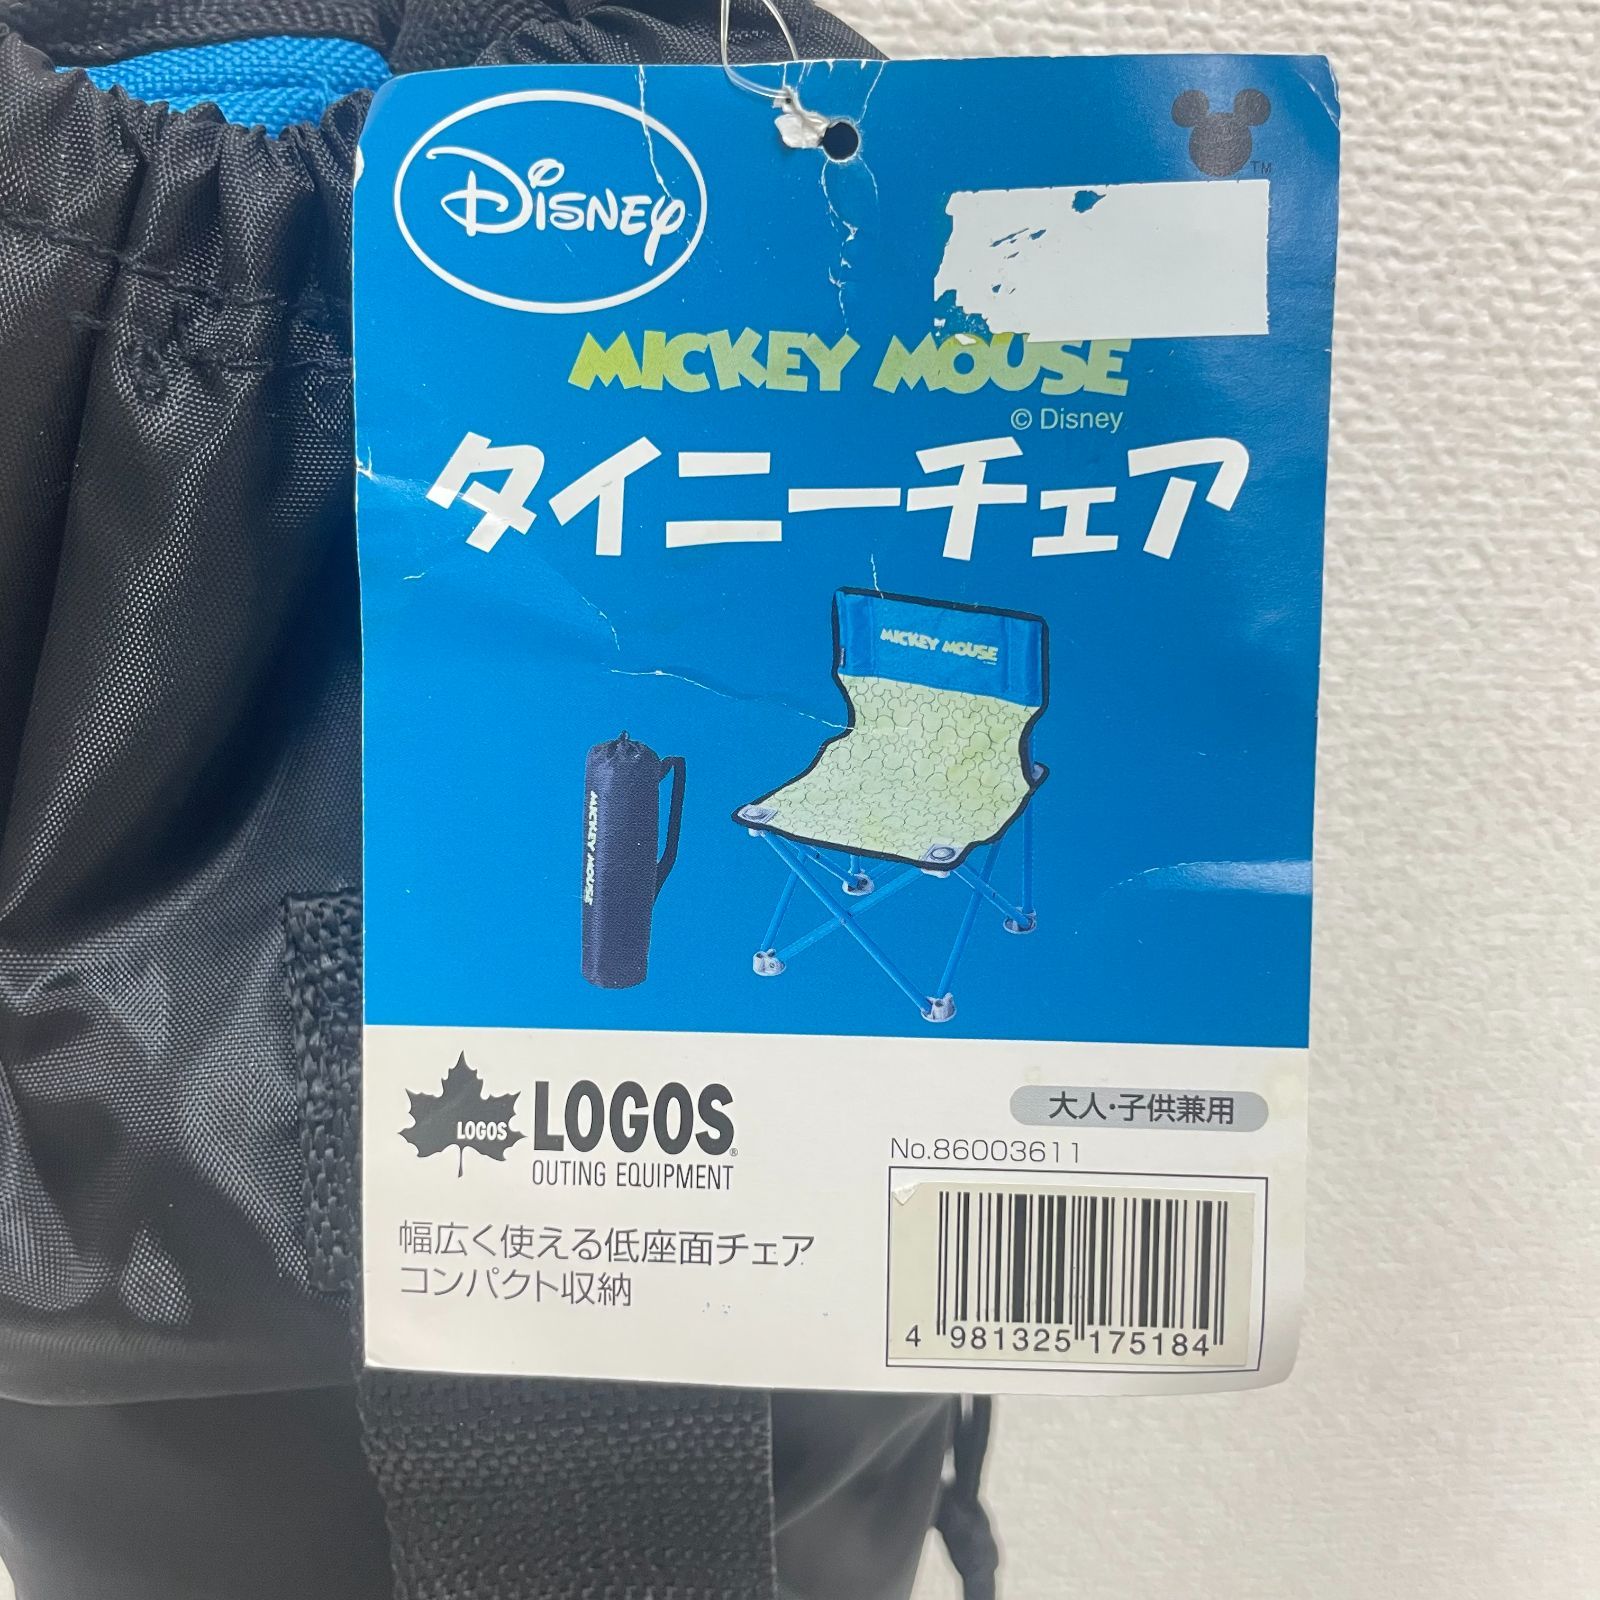 Disney
TM
MICKEY MOUSE
© Disney
タイニーチェア
MICKEY MOUSE
MICKEY MOUSE
LOGOS
LOGOS®
OUTING EQUIPMENT
大人・子供兼用
No.86003611
幅広く使える低座面チェア
コンパクト収納
4 981325 175184